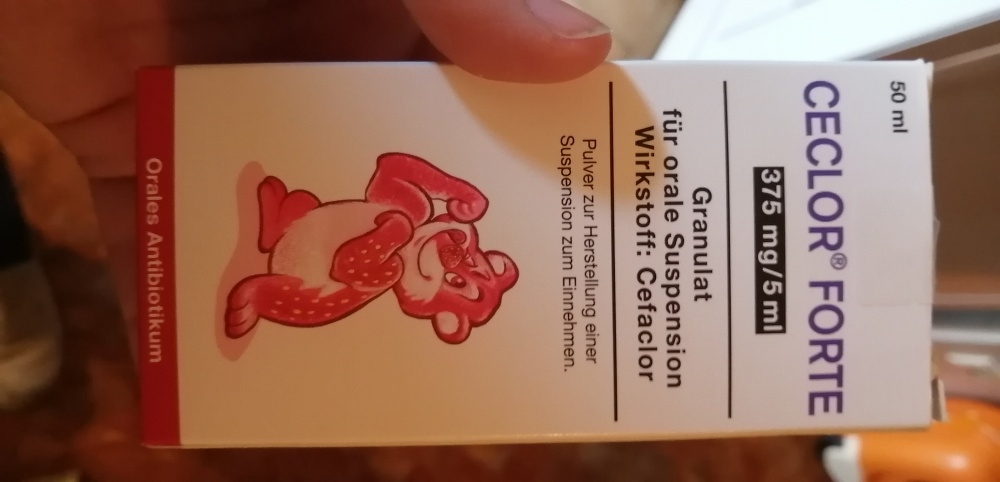 50 ml
CECLOR® FORTE
375 mg/5 ml
Granulat
für orale Suspension
Wirkstoff: Cefaclor
Pulver zur Herstellung einer
Suspension zum Einnehmen.
Orales Antibiotikum